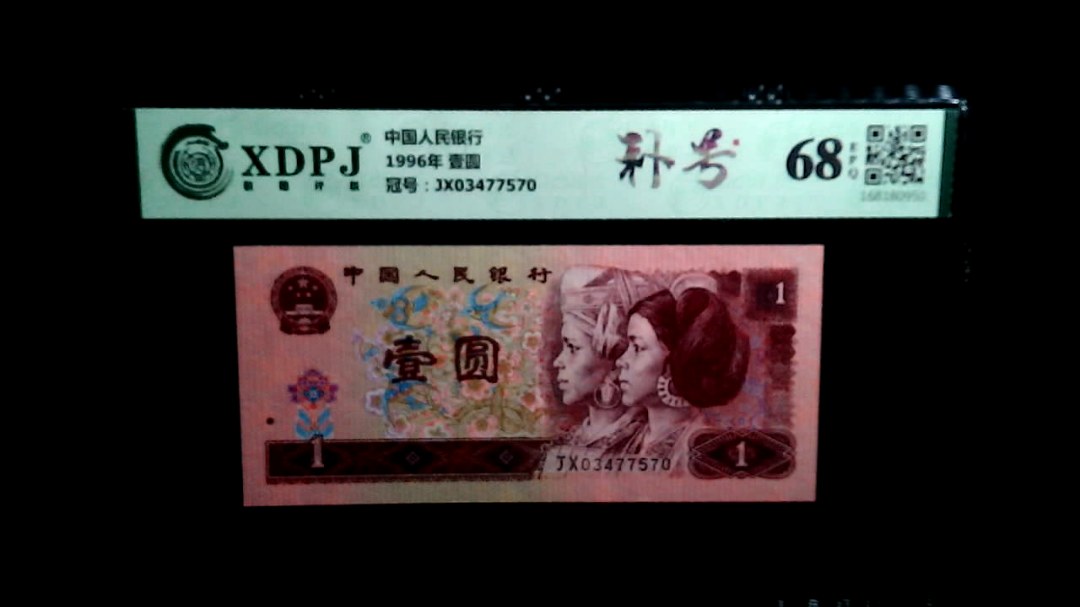 XDPJ®
中国人民银行
1996年 壹圆
冠号：JX03477570
补号
68
EPQ
中国人民银行
1
壹圆
1
JX03477570
1